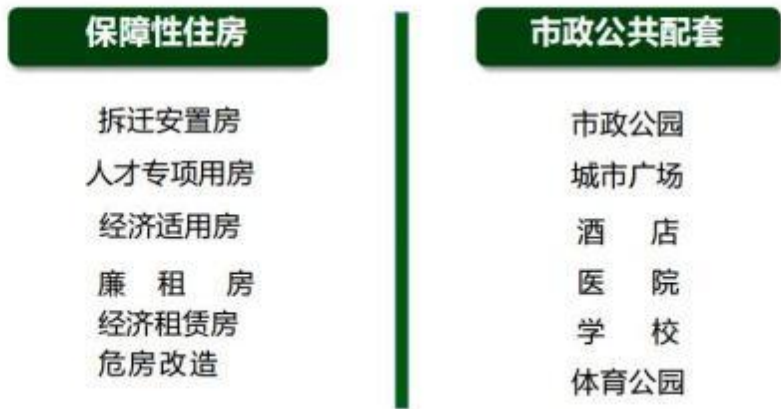 保障性住房
拆迁安置房
人才专项用房
经济适用房
廉 租 房
经济租赁房
危房改造
市政公共配套
市政公园
城市广场
酒 店
医 院
学 校
体育公园